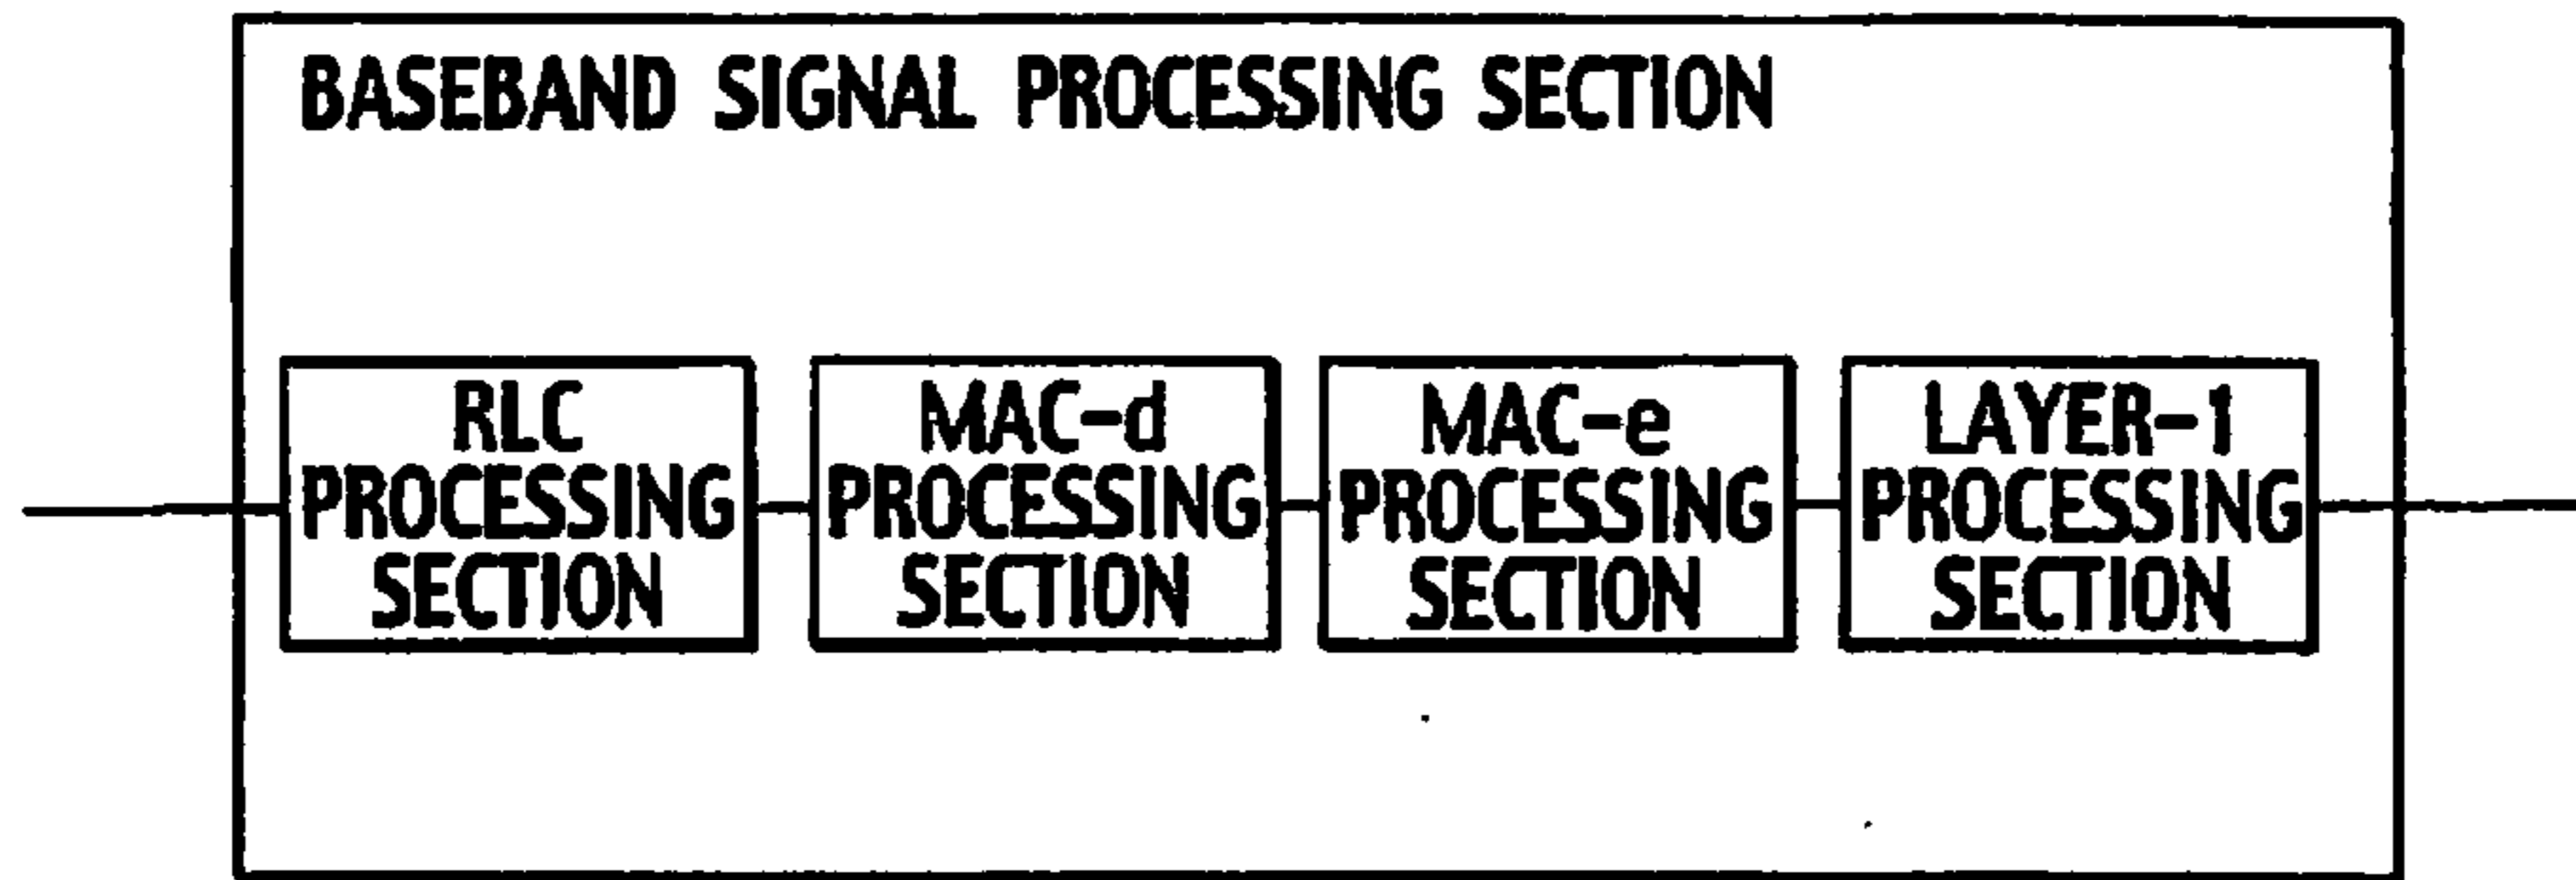 BASEBAND SIGNAL PROCESSING SECTION
RLC
PROCESSING
SECTION
MAC-d
PROCESSING
SECTION
MAC-e
PROCESSING
SECTION
LAYER-1
PROCESSING
SECTION